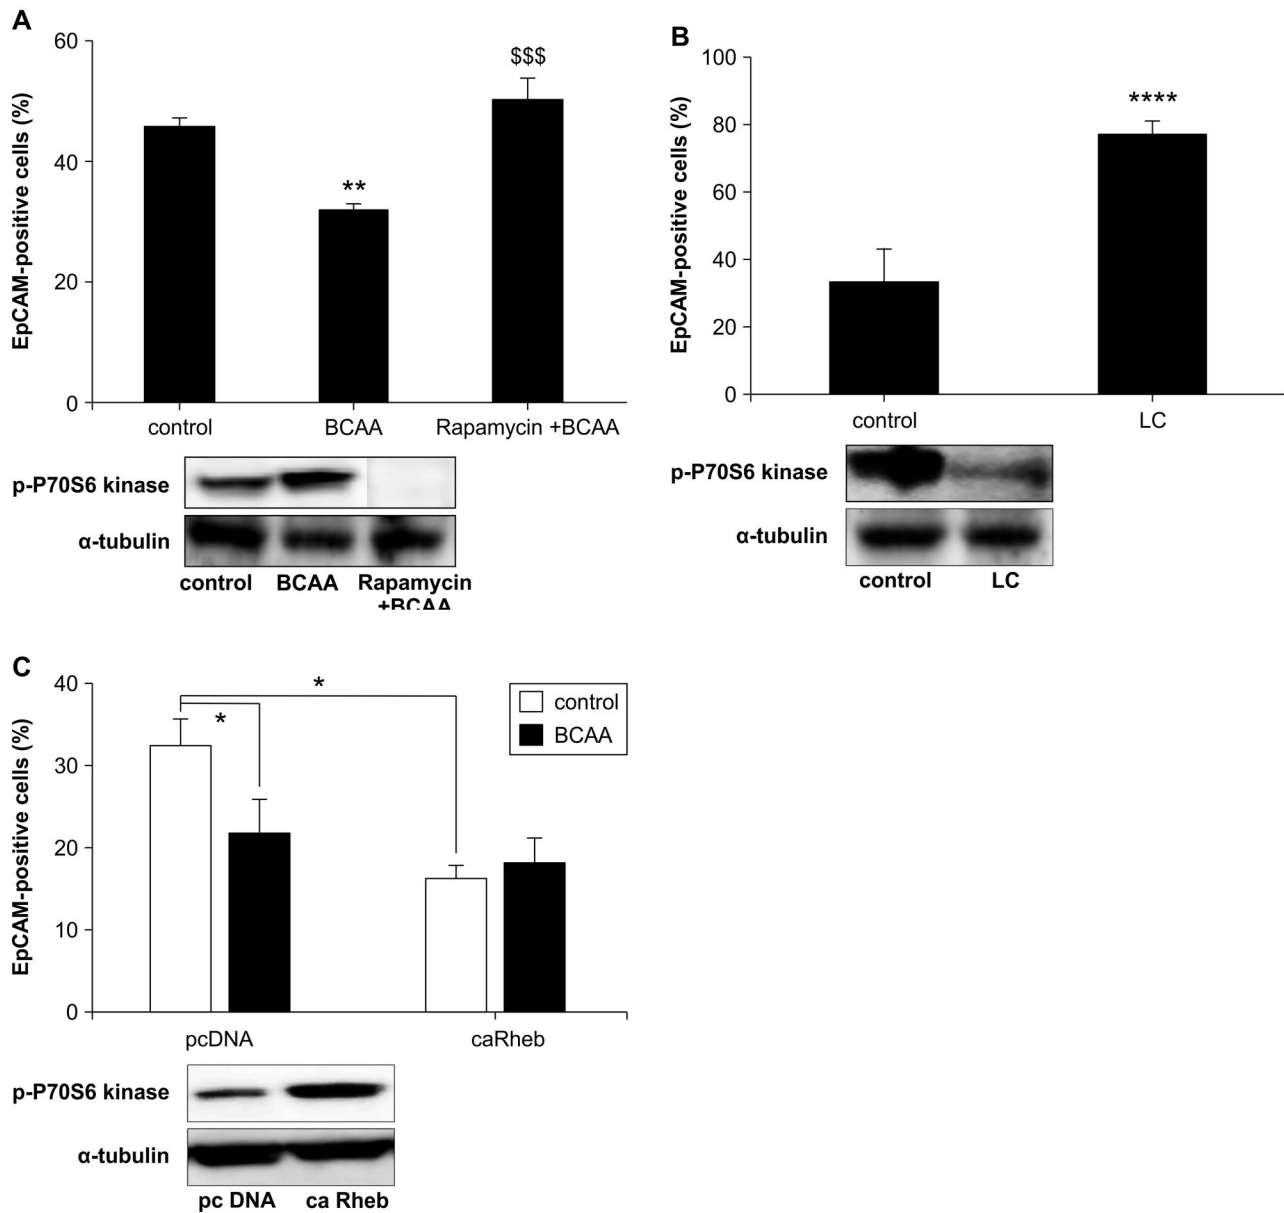 A
EpCAM-positive cells (%)
60
40
20
0
**
$$$
control
BCAA
Rapamycin +BCAA
p-P70S6 kinase
α-tubulin
control
BCAA
Rapamycin
+BCAA
B
EpCAM-positive cells (%)
100
80
60
40
20
0
****
control
LC
p-P70S6 kinase
α-tubulin
control
LC
C
EpCAM-positive cells (%)
40
30
20
10
0
*
*
control
BCAA
pcDNA
caRheb
p-P70S6 kinase
α-tubulin
pc DNA
ca Rheb